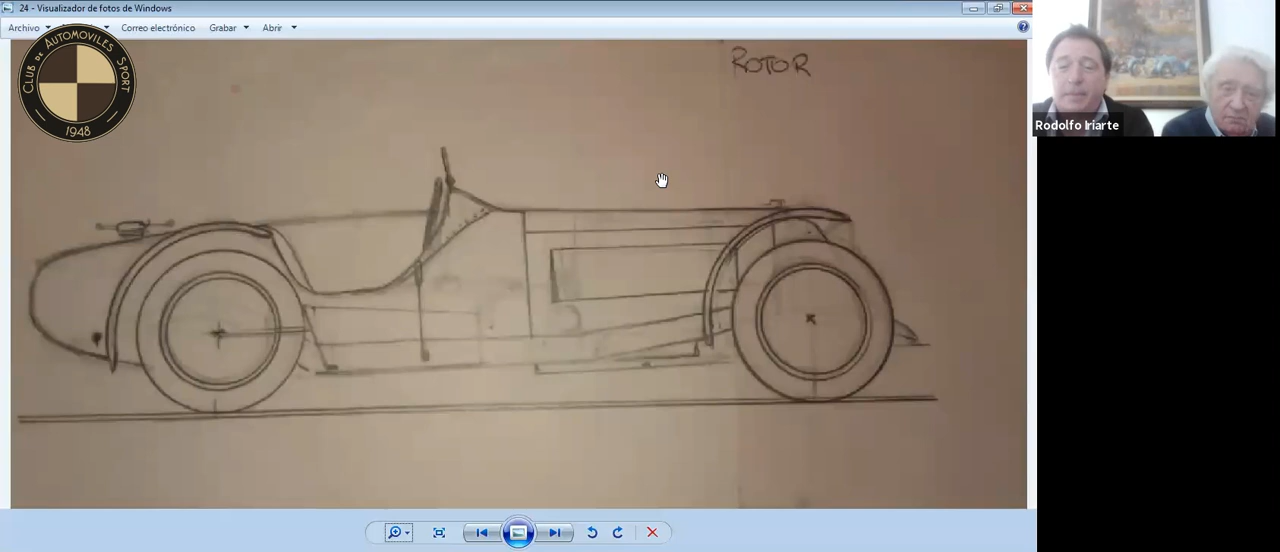 24 - Visualizador de fotos de Windows
Archivo
Correo electrónico
Grabar
Abrir
CLUB DE AUTOMOVILES SPORT
1948
ROTOR
Rodolfo Iriarte